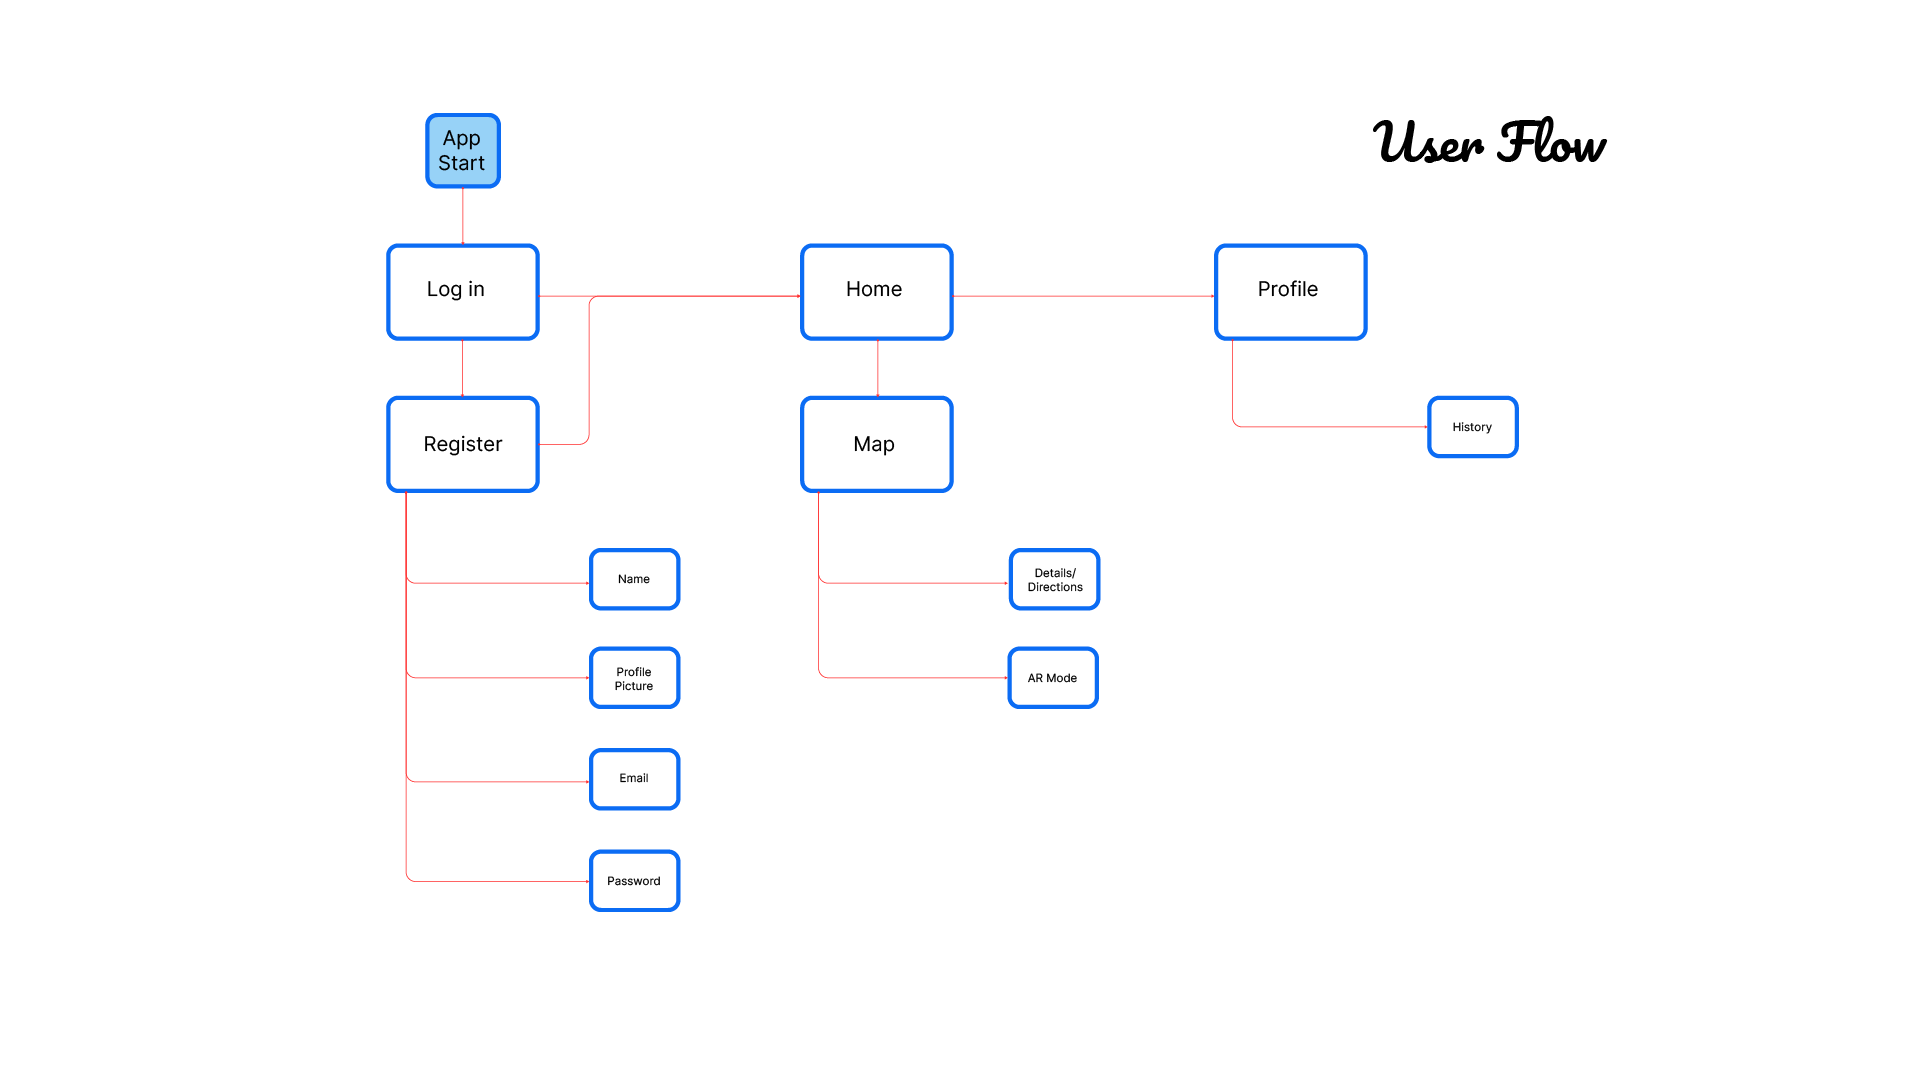 User Flow
App
Start
Log in
Home
Profile
Register
Map
History
Name
Details/
Directions
Profile
Picture
AR Mode
Email
Password